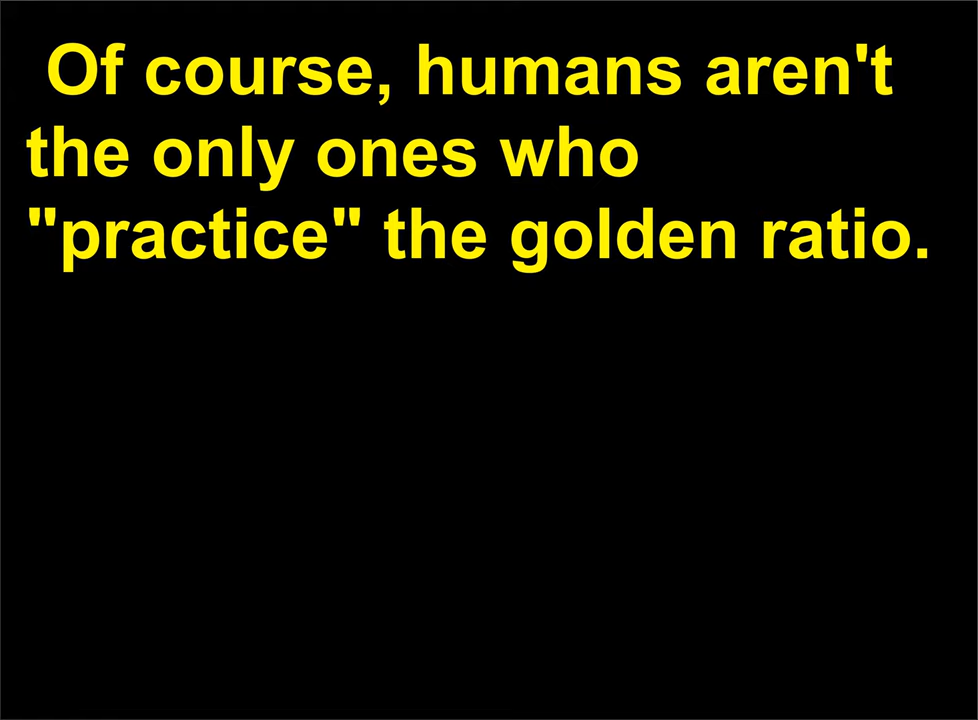 Of course, humans aren't
the only ones who
"practice" the golden ratio.